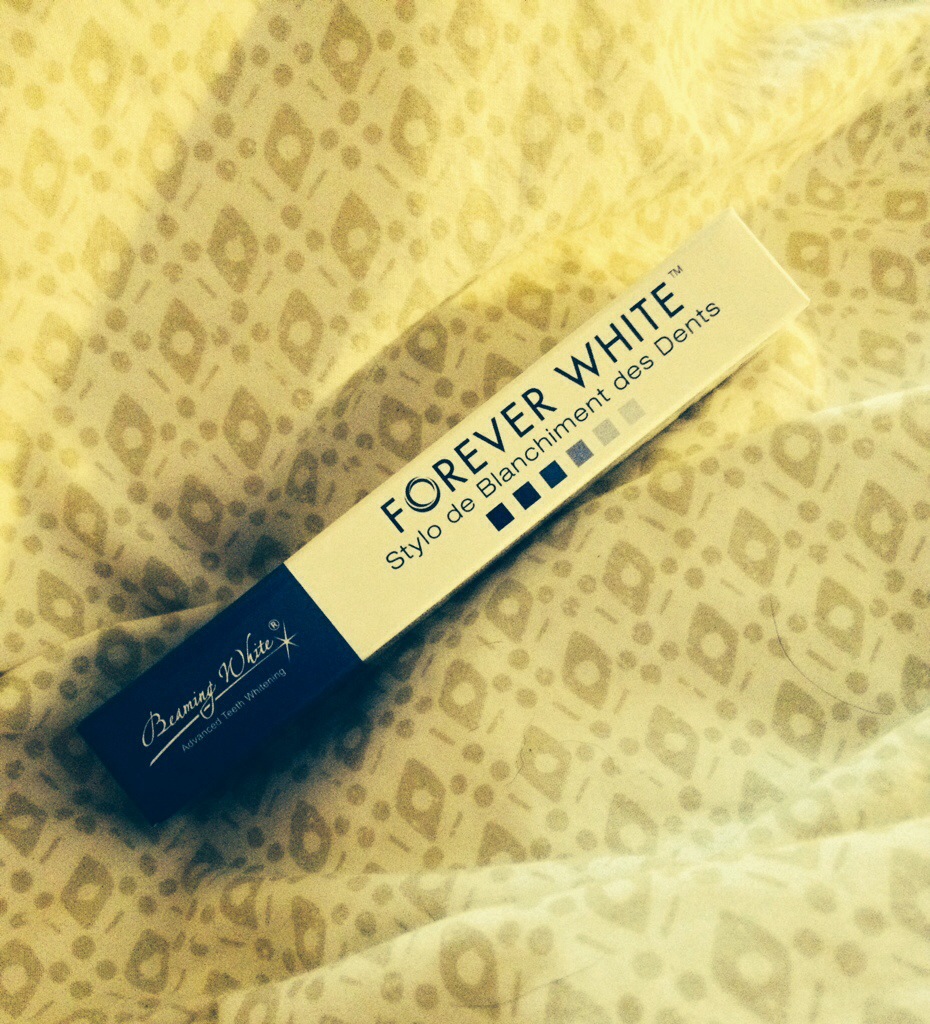 FOREVER WHITE™
Stylo de Blanchiment des Dents
Beaming White®
Advanced Teeth Whitening